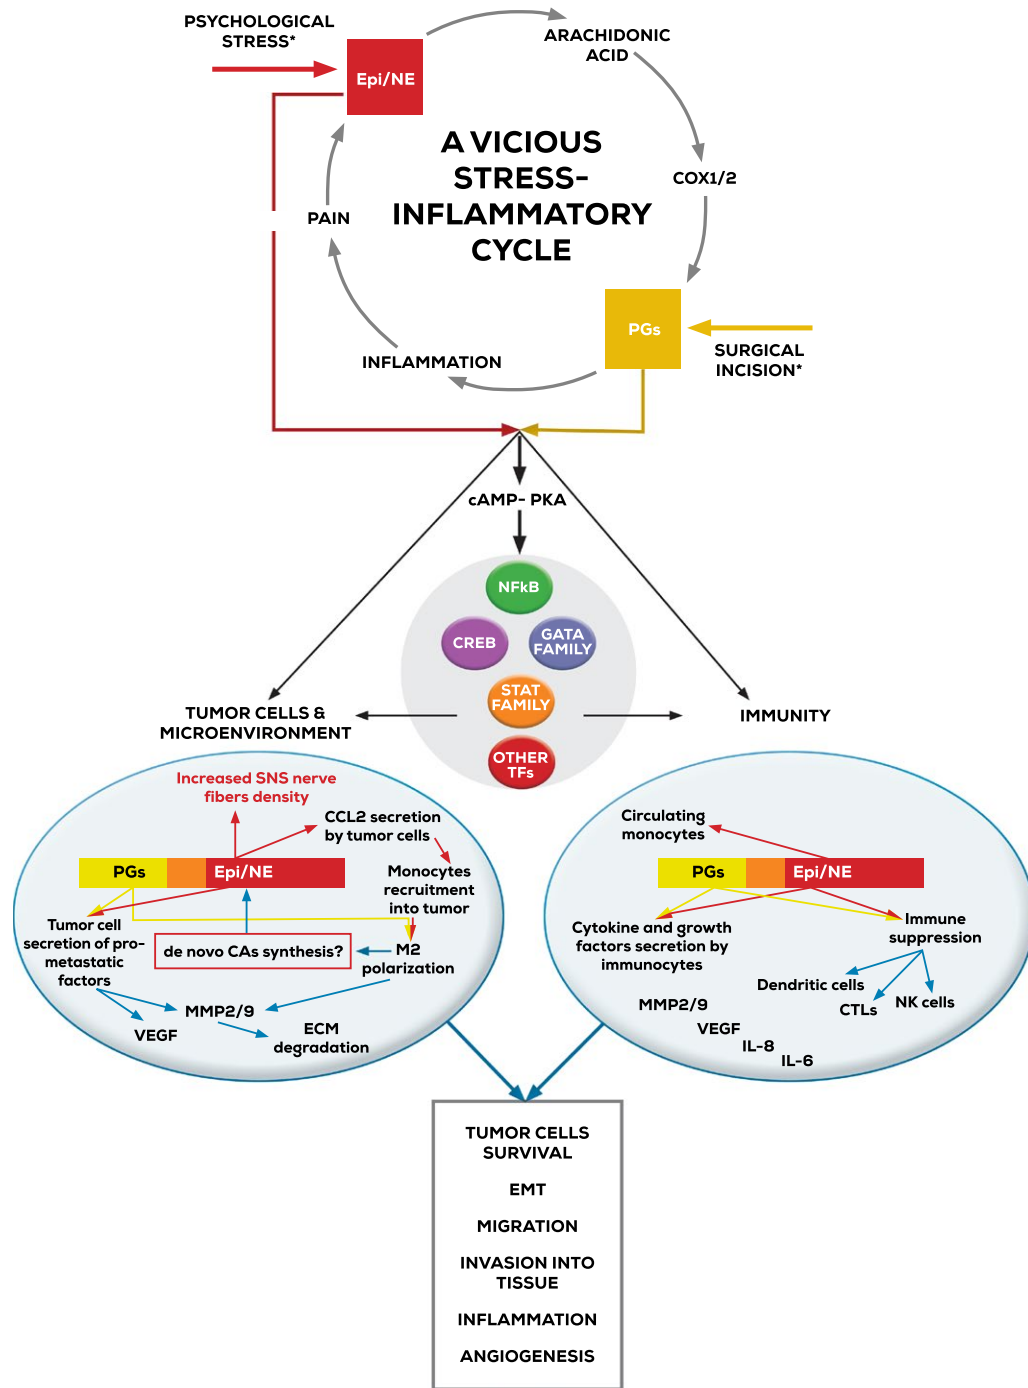 PSYCHOLOGICAL
STRESS*
Epi/NE
ARACHIDONIC
ACID
A VICIOUS
STRESS-
INFLAMMATORY
CYCLE
COX1/2
PAIN
PGs
INFLAMMATION
SURGICAL
INCISION*
cAMP- PKA
NFkB
CREB
GATA
FAMILY
STAT
FAMILY
OTHER
TFs
TUMOR CELLS &
MICROENVIRONMENT
IMMUNITY
Increased SNS nerve
fibers density
CCL2 secretion
by tumor cells
PGs
Epi/NE
Monocytes
recruitment
into tumor
Tumor cell
secretion of pro-
metastatic
factors
de novo CAs synthesis?
M2
polarization
MMP2/9
VEGF
ECM
degradation
Circulating
monocytes
PGs
Epi/NE
Cytokine and growth
factors secretion by
immunocytes
Immune
suppression
Dendritic cells
CTLs
NK cells
MMP2/9
VEGF
IL-8
IL-6
TUMOR CELLS
SURVIVAL
EMT
MIGRATION
INVASION INTO
TISSUE
INFLAMMATION
ANGIOGENESIS